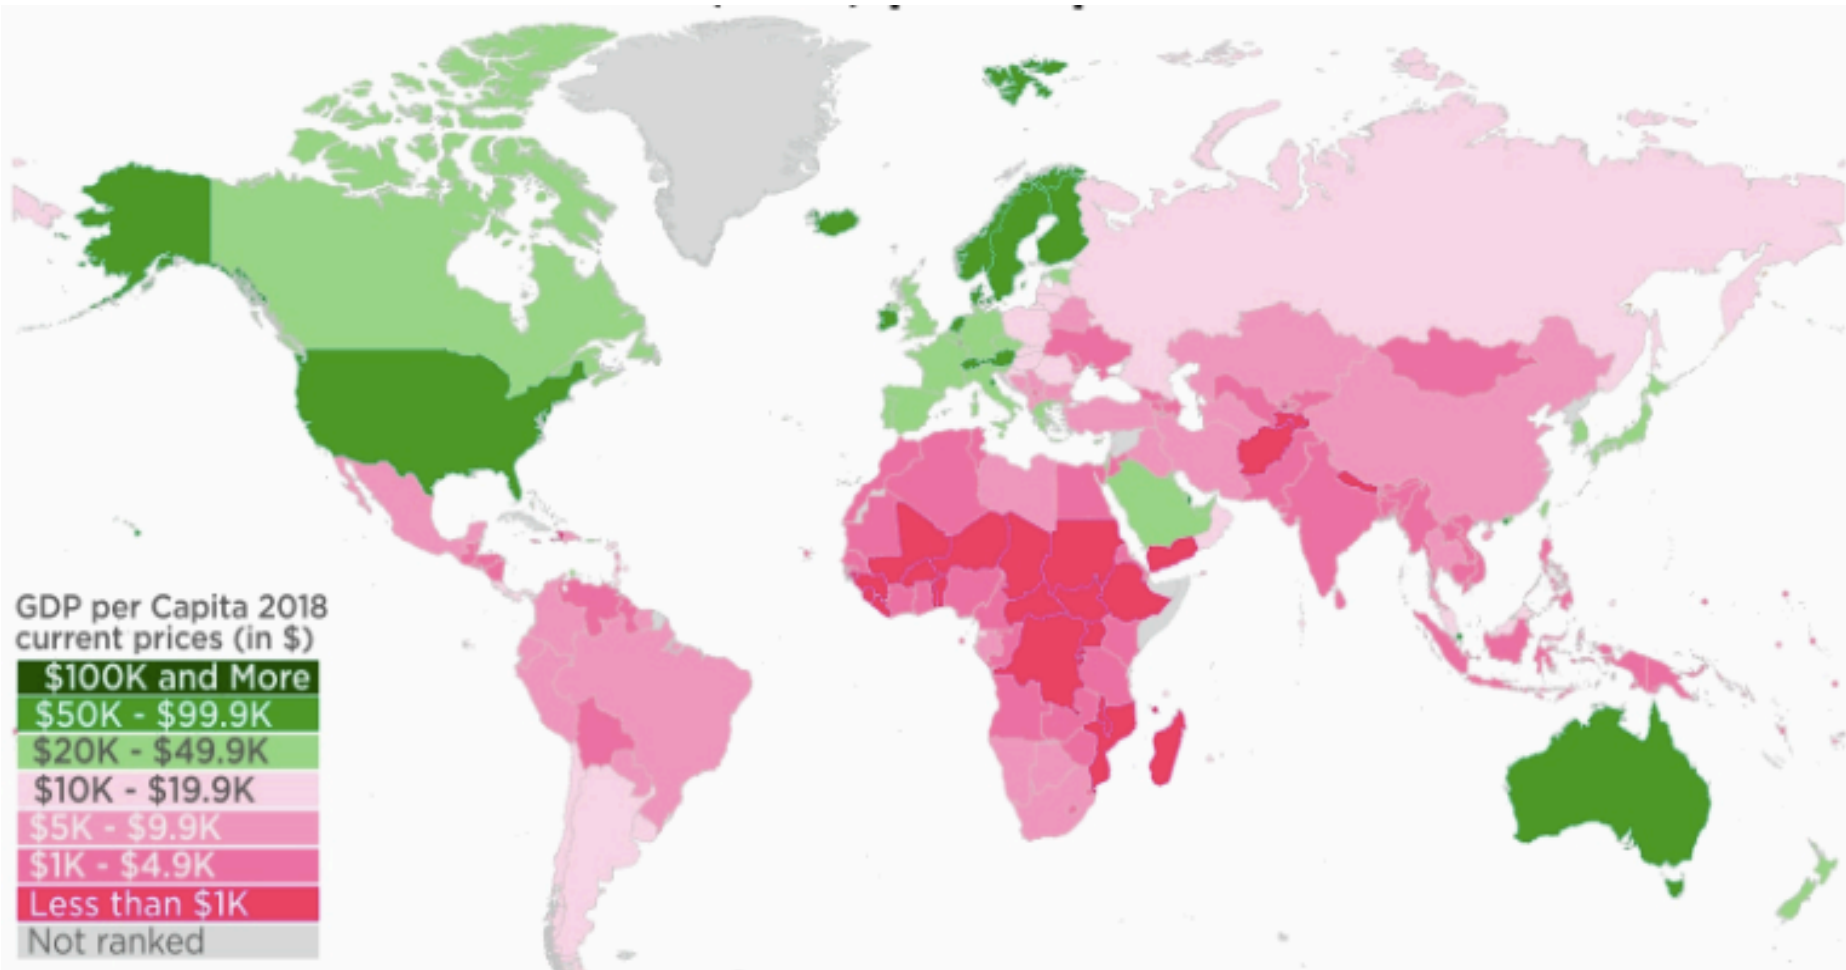 GDP per Capita 2018
current prices (in $)
$100K and More
$50K - $99.9K
$20K - $49.9K
$10K - $19.9K
$5K - $9.9K
$1K - $4.9K
Less than $1K
Not ranked